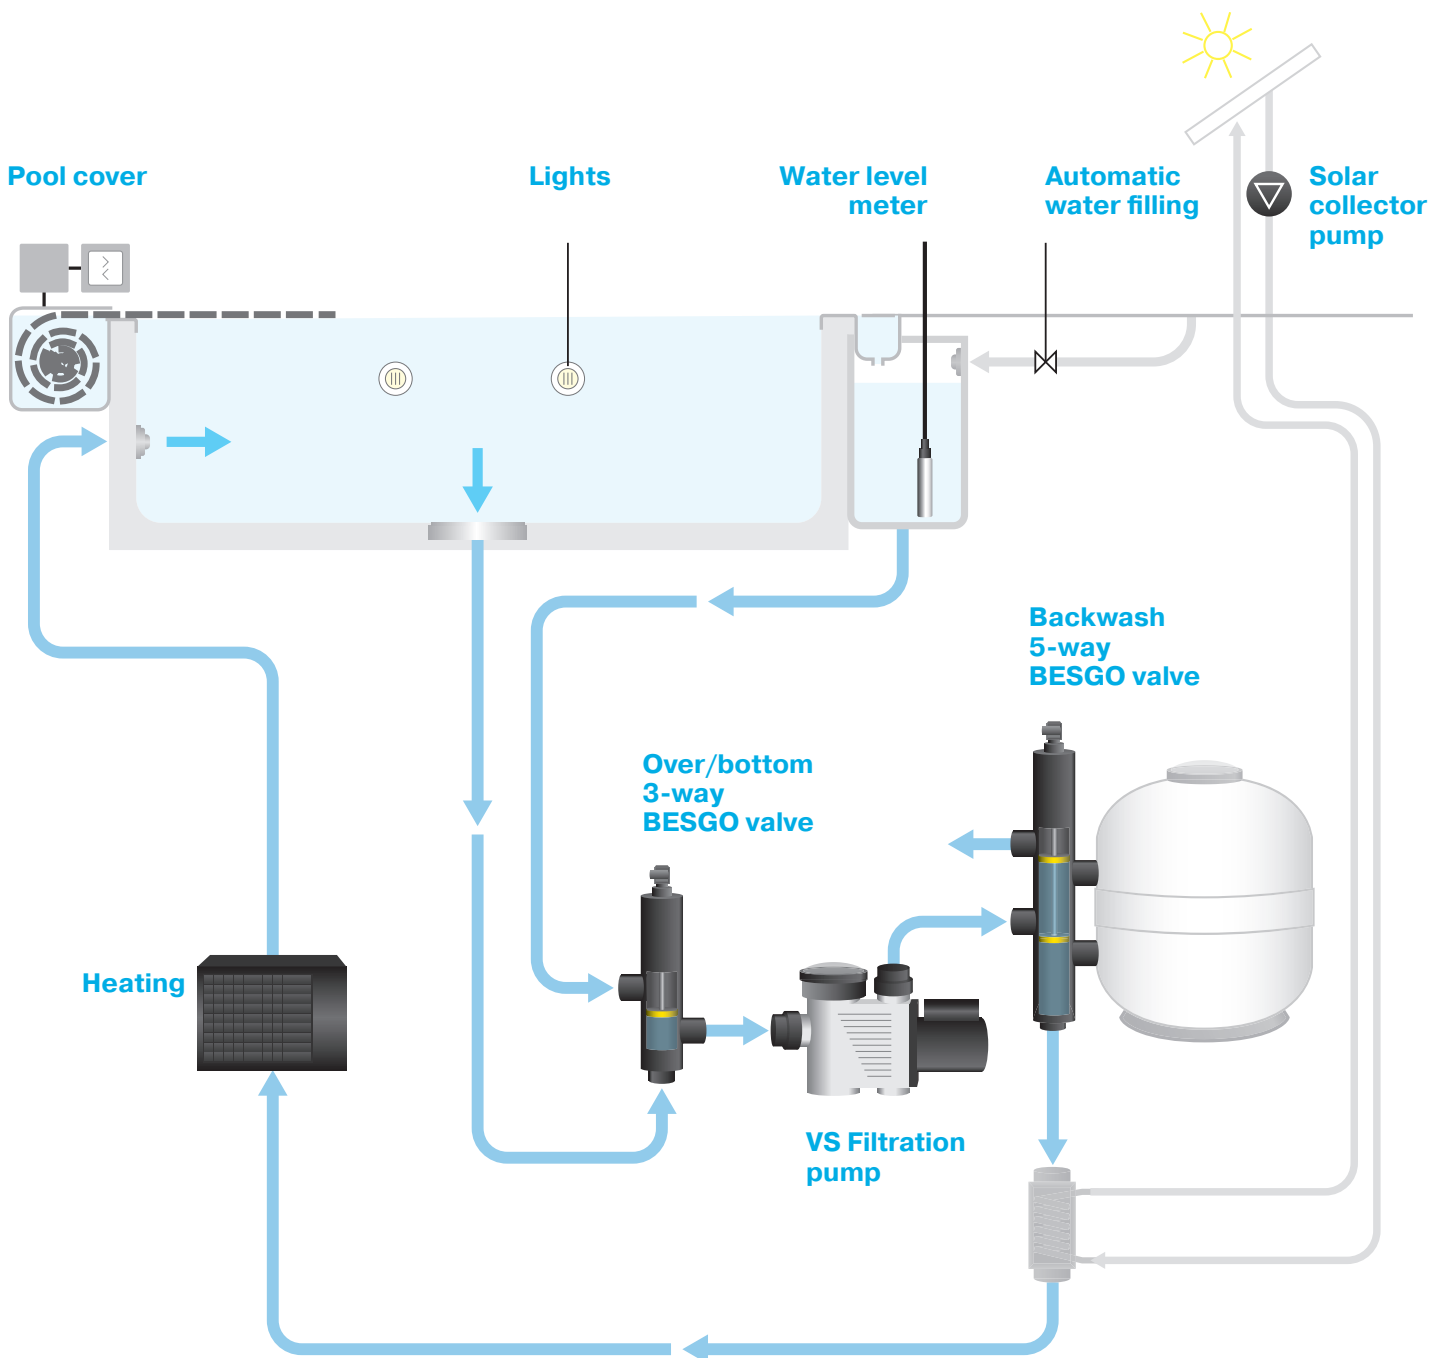 Pool cover
Lights
Water level
meter
Automatic
water filling
Solar
collector
pump
Backwash
5-way
BESGO valve
Over/bottom
3-way
BESGO valve
Heating
VS Filtration
pump